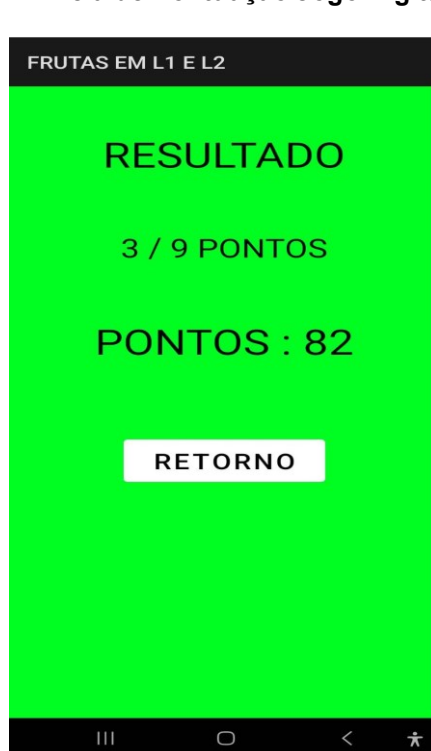 FRUTAS EM L1 E L2
RESULTADO
3 / 9 PONTOS
PONTOS : 82
RETORNO